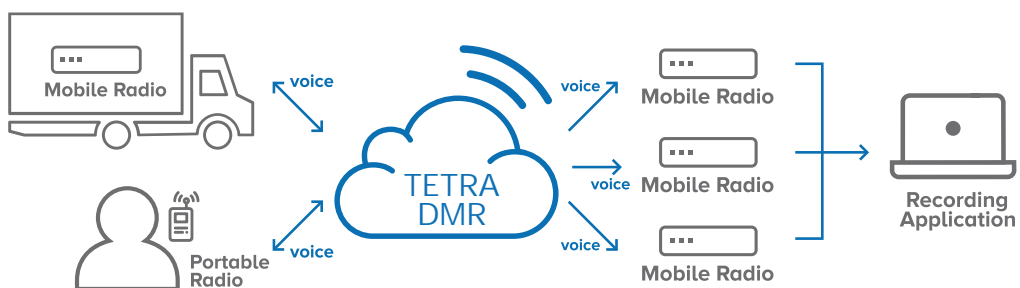 Mobile Radio
voice
voice
Portable
Radio
TETRA
DMR
voice
voice
voice
Mobile Radio
Mobile Radio
Mobile Radio
Recording
Application